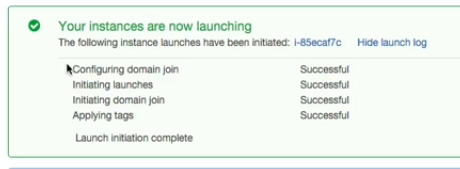 Your instances are now launching
The following instance launches have been initiated: i-85ecaf7c Hide launch log
Configuring domain join Successful
Initiating launches Successful
Initiating domain join Successful
Applying tags Successful
Launch initiation complete